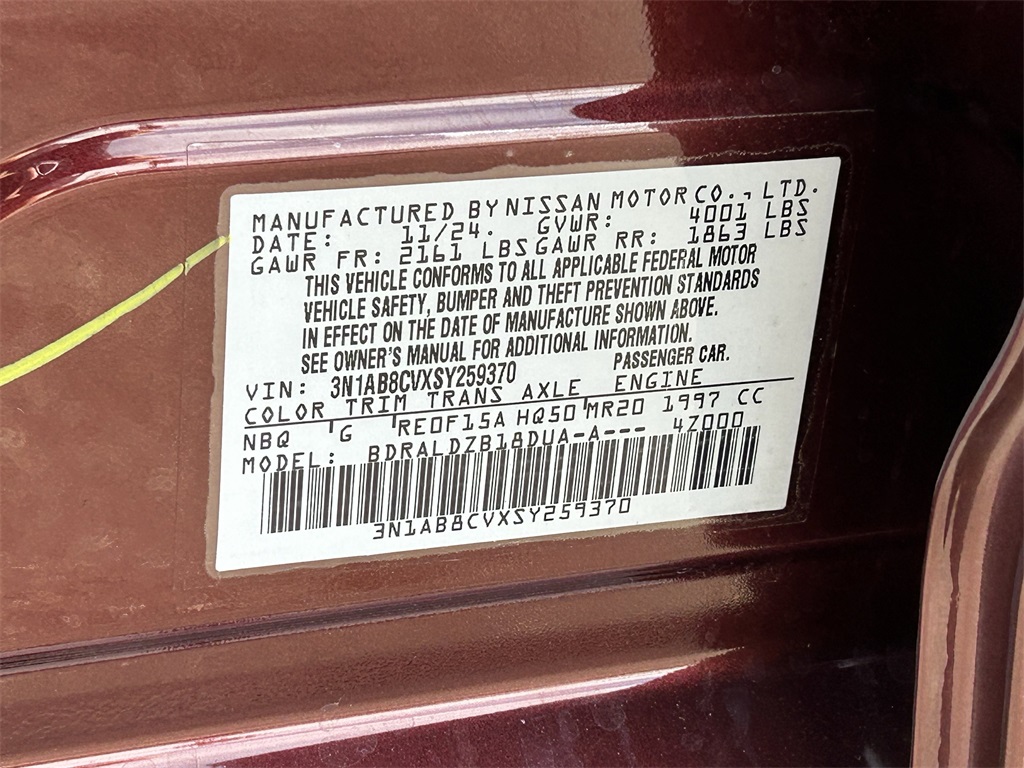 MANUFACTURED BY NISSAN MOTOR CO., LTD.
DATE: 11/24. GVWR: 4001 LBS
GAWR FR: 2161 LBS GAWR RR: 1863 LBS
THIS VEHICLE CONFORMS TO ALL APPLICABLE FEDERAL MOTOR
VEHICLE SAFETY, BUMPER AND THEFT PREVENTION STANDARDS
IN EFFECT ON THE DATE OF MANUFACTURE SHOWN ABOVE.
SEE OWNER'S MANUAL FOR ADDITIONAL INFORMATION.
VIN: 3N1AB8CVXSY259370 PASSENGER CAR.
COLOR TRIM TRANS AXLE ENGINE
NBQ G RE0F15A HQ50 MR20 1997 CC
MODEL: BDRALDZB18DUA-A--- 4Z000
3N1AB8CVXSY259370